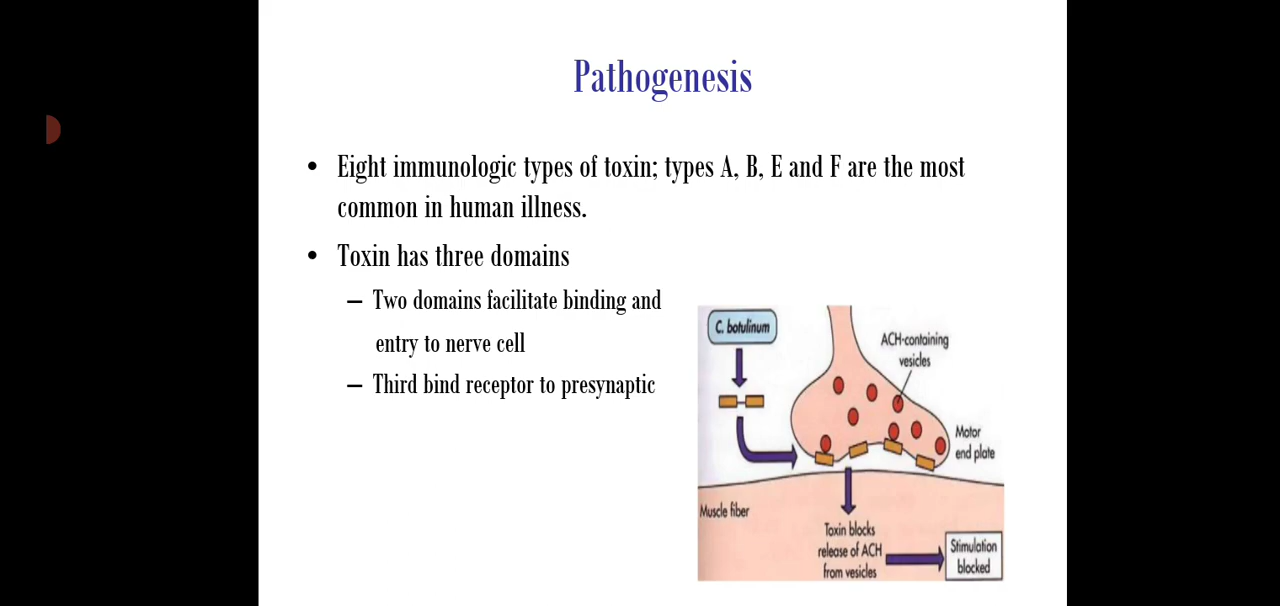 Pathogenesis
• Eight immunologic types of toxin; types A, B, E and F are the most
common in human illness.
• Toxin has three domains
– Two domains facilitate binding and
entry to nerve cell
– Third bind receptor to presynaptic
C. botulinum
ACH-containing
vesicles
Motor
end plate
Muscle fiber
Toxin blocks
release of ACH
from vesicles
Stimulation
blocked